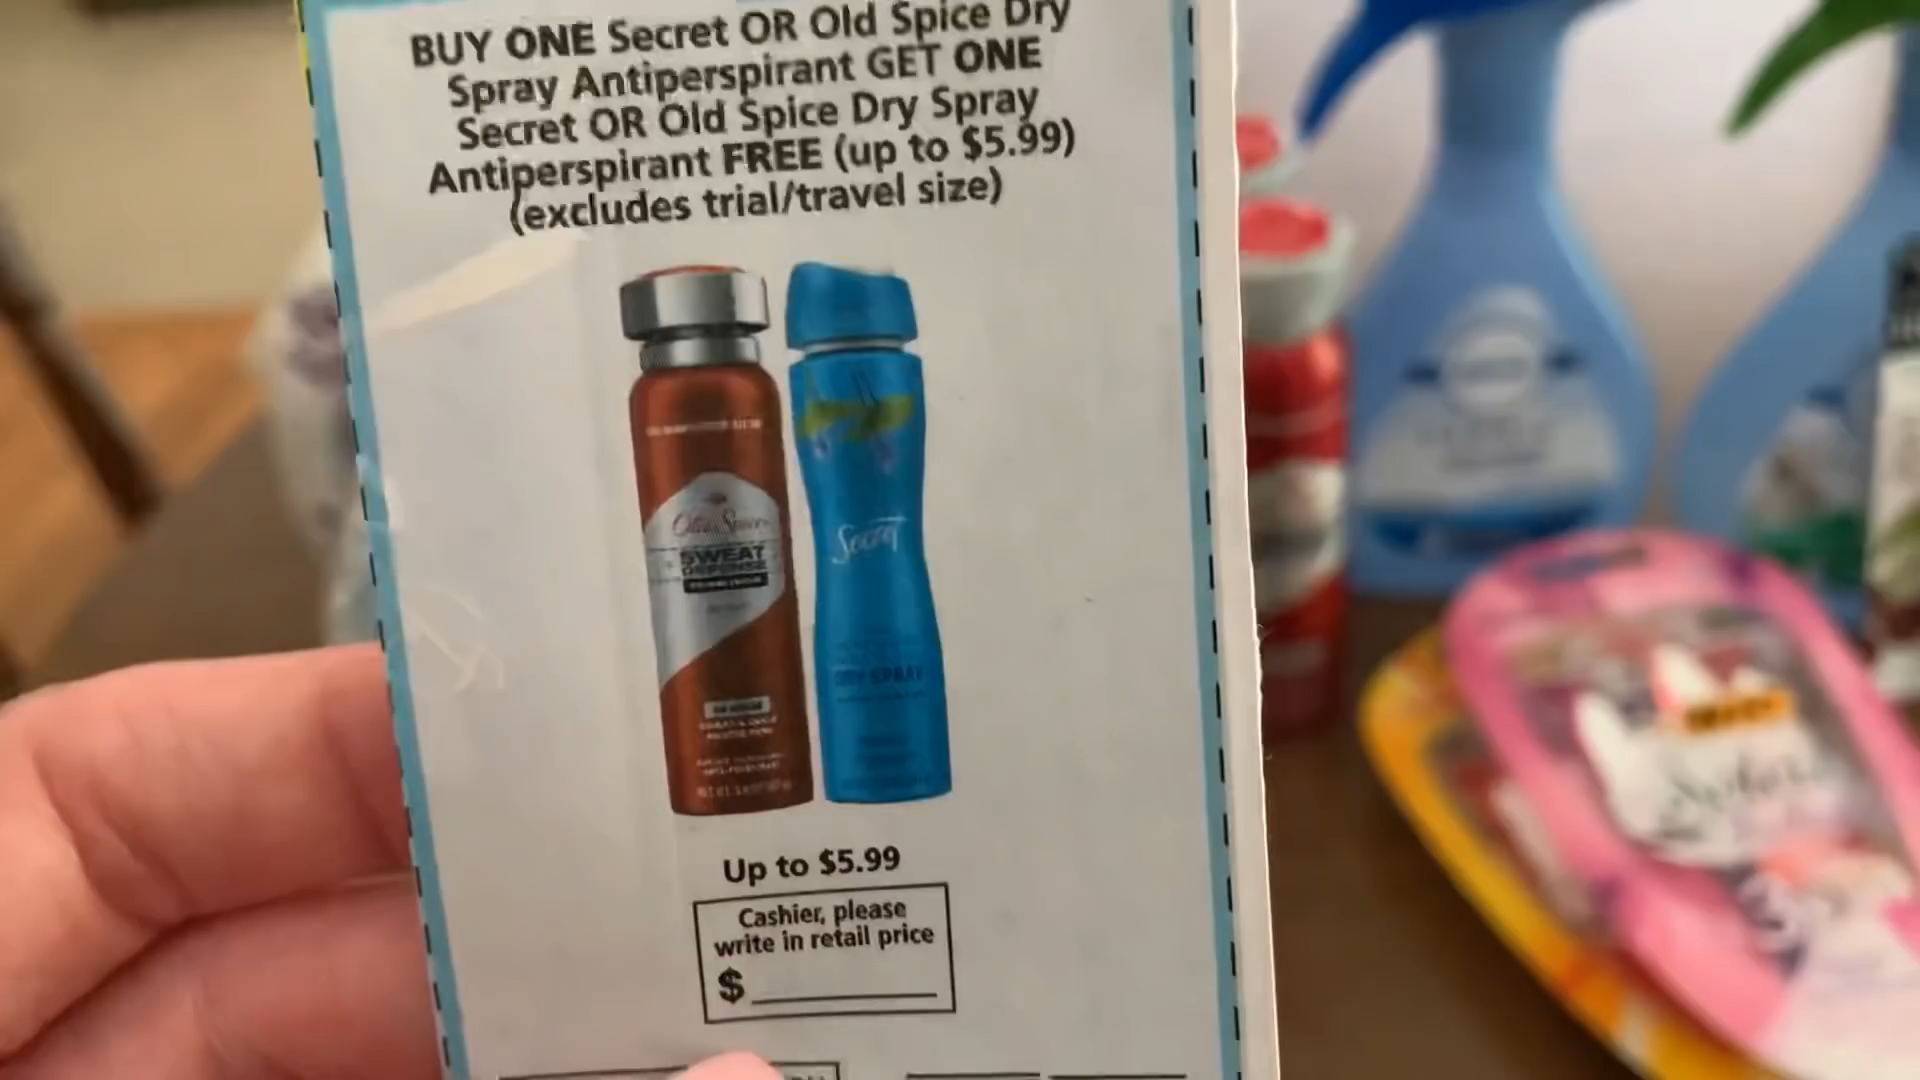 BUY ONE Secret OR Old Spice Dry
Spray Antiperspirant GET ONE
Secret OR Old Spice Dry Spray
Antiperspirant FREE (up to $5.99)
(excludes trial/travel size)
Old Spice
SWEAT
DEFENSE
Secret
DRY SPRAY
Up to $5.99
Cashier, please
write in retail price
$